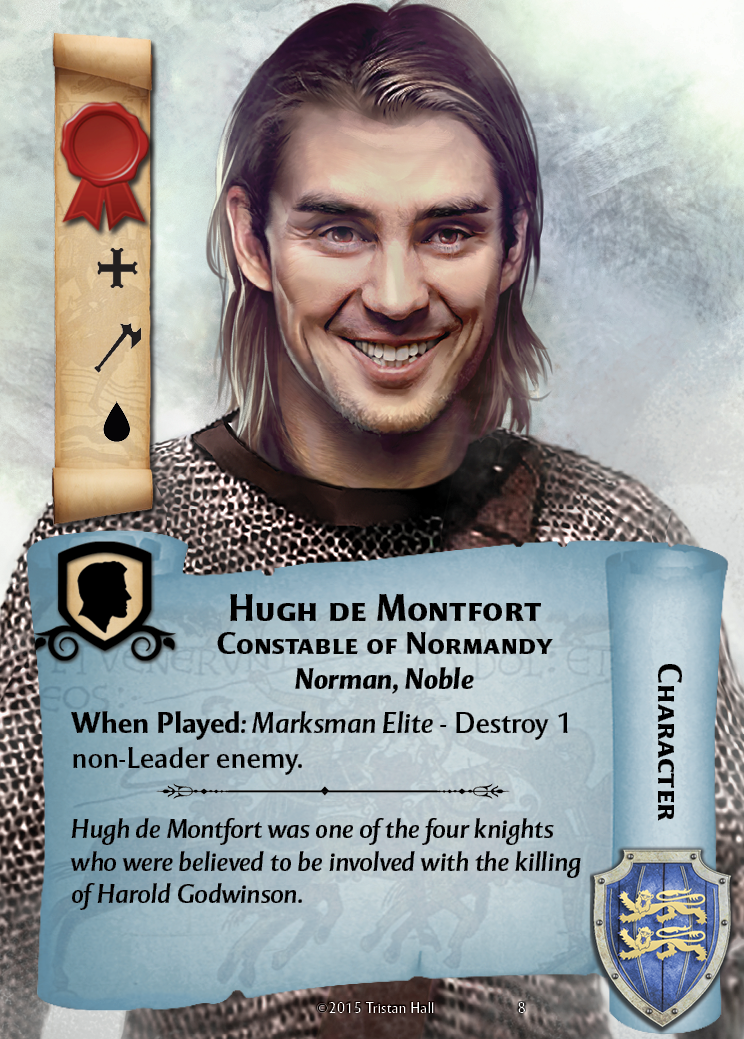 Hugh de Montfort
Constable of Normandy
Norman, Noble
When Played: Marksman Elite - Destroy 1
non-Leader enemy.
Hugh de Montfort was one of the four knights
who were believed to be involved with the killing
of Harold Godwinson.
Character
©2015 Tristan Hall
8